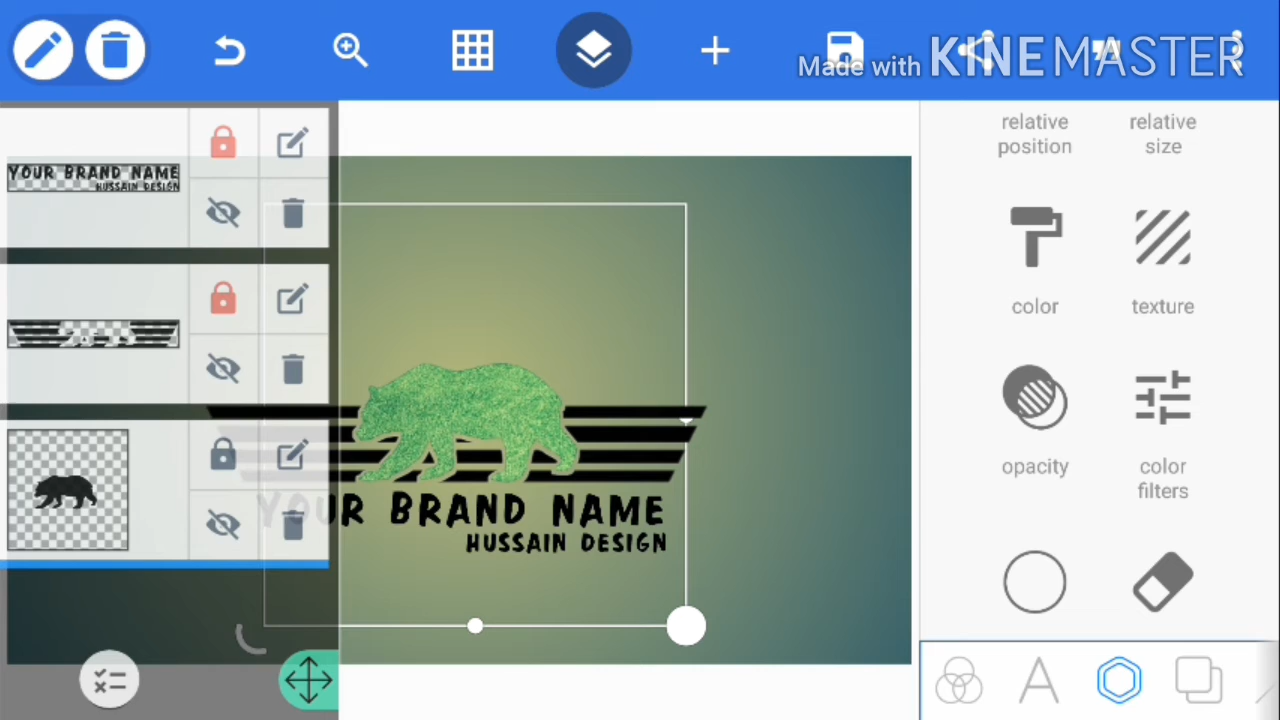 Made with KINEMASTER
YOUR BRAND NAME
HUSSAIN DESIGN
relative position
relative size
color
texture
opacity
color filters
YOUR BRAND NAME
HUSSAIN DESIGN